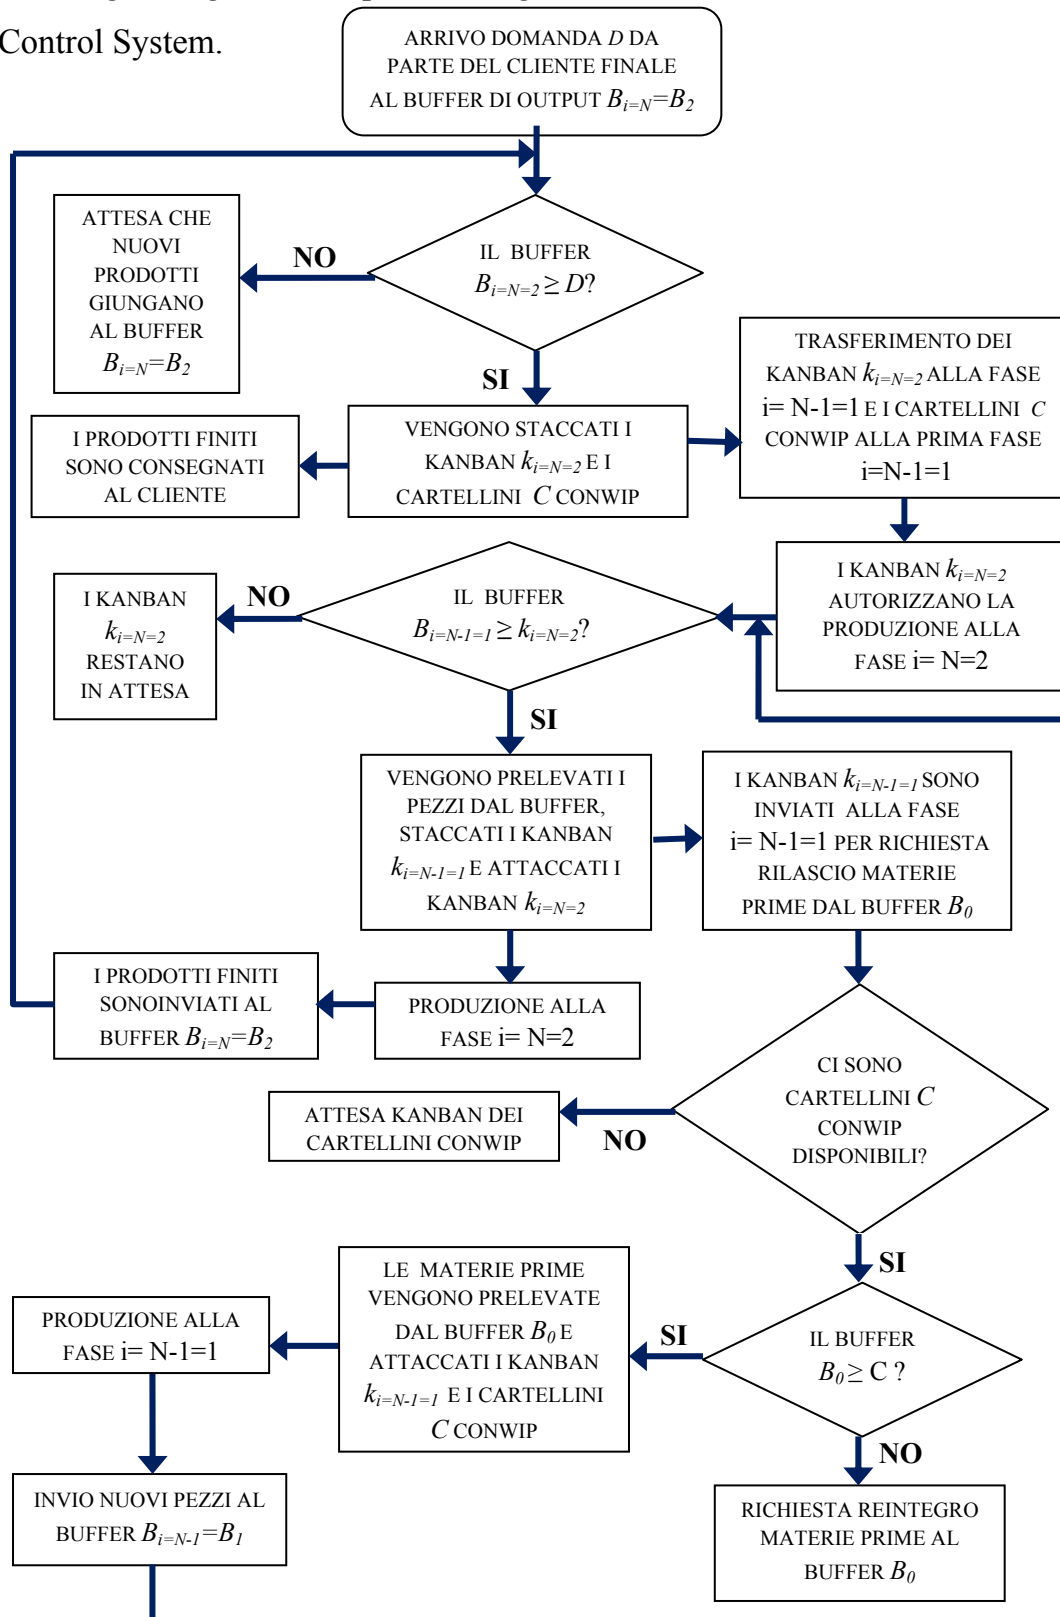 Control System.
ARRIVO DOMANDA D DA
PARTE DEL CLIENTE FINALE
AL BUFFER DI OUTPUT Bi=N=B2
IL BUFFER
Bi=N=2 ≥ D?
NO
ATTESA CHE
NUOVI
PRODOTTI
GIUNGANO
AL BUFFER
Bi=N=B2
SI
VENGONO STACCATI I
KANBAN ki=N=2 E I
CARTELLINI C CONWIP
I PRODOTTI FINITI
SONO CONSEGNATI
AL CLIENTE
TRASFERIMENTO DEI
KANBAN ki=N=2 ALLA FASE
i= N-1=1 E I CARTELLINI C
CONWIP ALLA PRIMA FASE
i=N-1=1
I KANBAN ki=N=2
AUTORIZZANO LA
PRODUZIONE ALLA
FASE i= N=2
IL BUFFER
Bi=N-1=1 ≥ ki=N=2?
NO
I KANBAN
ki=N=2
RESTANO
IN ATTESA
SI
VENGONO PRELEVATI I
PEZZI DAL BUFFER,
STACCATI I KANBAN
ki=N-1=1 E ATTACCATI I
KANBAN ki=N=2
I KANBAN ki=N-1=1 SONO
INVIATI ALLA FASE
i= N-1=1 PER RICHIESTA
RILASCIO MATERIE
PRIME DAL BUFFER B0
PRODUZIONE ALLA
FASE i= N=2
I PRODOTTI FINITI
SONOINVIATI AL
BUFFER Bi=N=B2
CI SONO
CARTELLINI C
CONWIP
DISPONIBILI?
NO
ATTESA KANBAN DEI
CARTELLINI CONWIP
SI
IL BUFFER
B0 ≥ C ?
SI
LE MATERIE PRIME
VENGONO PRELEVATE
DAL BUFFER B0 E
ATTACCATI I KANBAN
ki=N-1=1 E I CARTELLINI
C CONWIP
PRODUZIONE ALLA
FASE i= N-1=1
INVIO NUOVI PEZZI AL
BUFFER Bi=N-1=B1
NO
RICHIESTA REINTEGRO
MATERIE PRIME AL
BUFFER B0